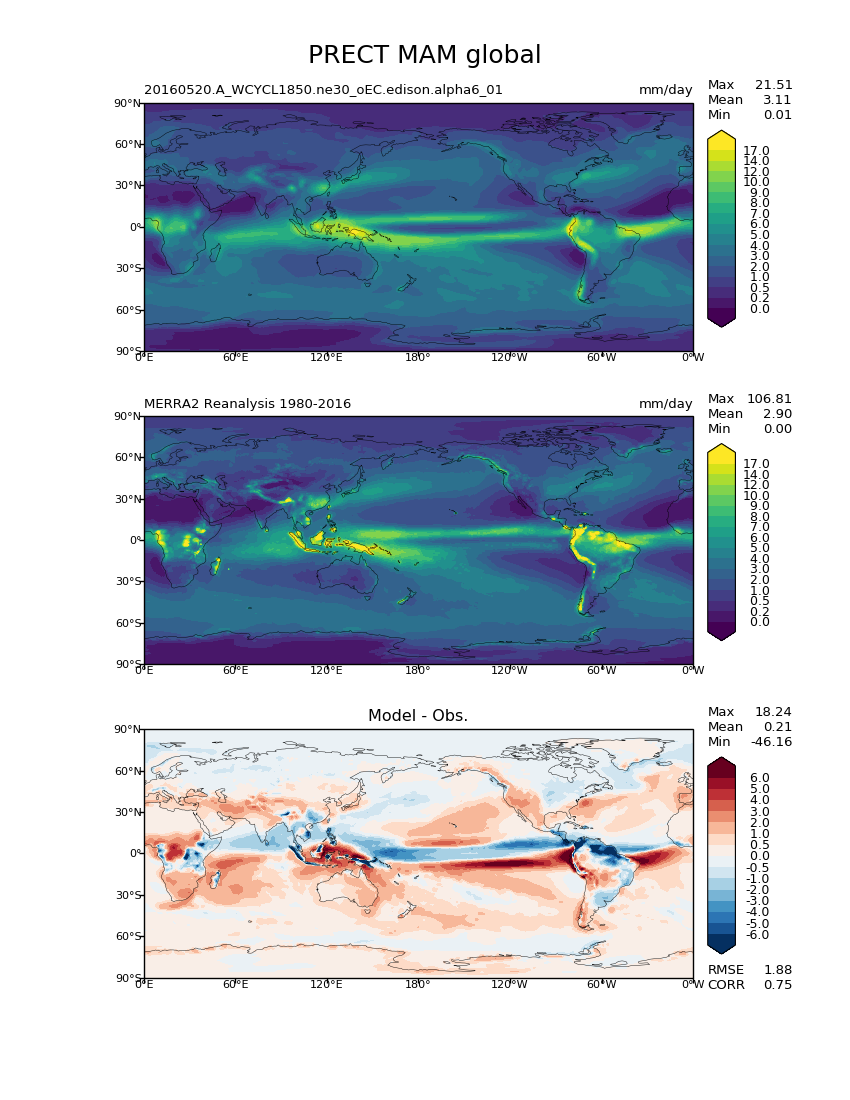 PRECT MAM global
20160520.A_WCYCL1850.ne30_oEC.edison.alpha6_01 mm/day
Max 21.51
Mean 3.11
Min 0.01
90°N
60°N
30°N
0°
30°S
60°S
90°S
0°E 60°E 120°E 180° 120°W 60°W 0°W
17.0
14.0
12.0
10.0
9.0
8.0
7.0
6.0
5.0
4.0
3.0
2.0
1.0
0.5
0.2
0.0
MERRA2 Reanalysis 1980-2016 mm/day
Max 106.81
Mean 2.90
Min 0.00
90°N
60°N
30°N
0°
30°S
60°S
90°S
0°E 60°E 120°E 180° 120°W 60°W 0°W
17.0
14.0
12.0
10.0
9.0
8.0
7.0
6.0
5.0
4.0
3.0
2.0
1.0
0.5
0.2
0.0
Model - Obs.
Max 18.24
Mean 0.21
Min -46.16
90°N
60°N
30°N
0°
30°S
60°S
90°S
0°E 60°E 120°E 180° 120°W 60°W 0°W
6.0
5.0
4.0
3.0
2.0
1.0
0.5
0.0
-0.5
-1.0
-2.0
-3.0
-4.0
-5.0
-6.0
RMSE 1.88
CORR 0.75